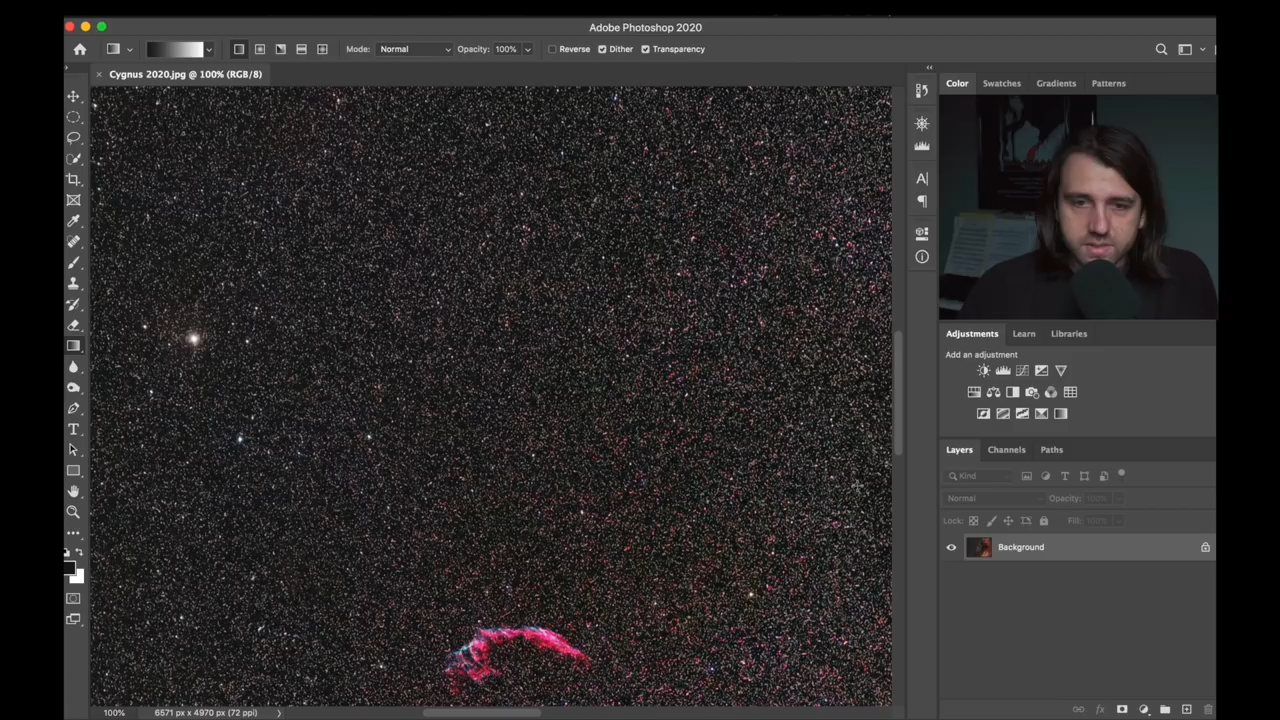 Adobe Photoshop 2020
Mode: Normal Opacity: 100% Reverse Dither Transparency
Cygnus 2020.jpg @ 100% (RGB/8)
Color Swatches Gradients Patterns
Adjustments Learn Libraries
Add an adjustment
Layers Channels Paths
Kind
Normal Opacity: 100%
Lock: Fill: 100%
Background
100% 6571 px x 4970 px (72 ppi)